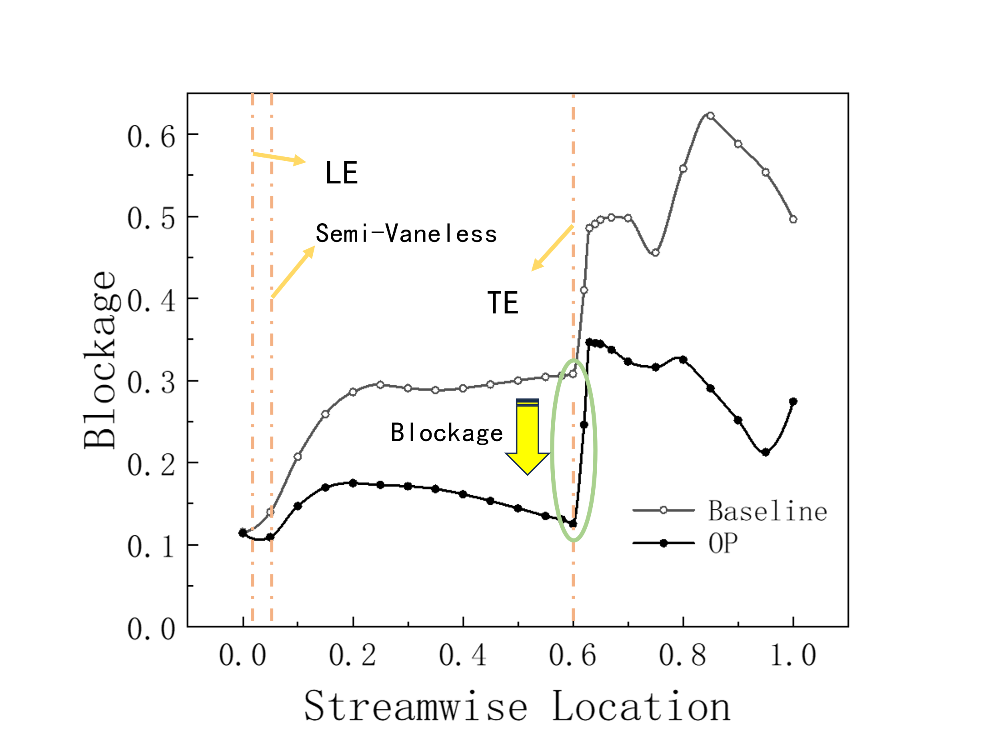 0.6
0.5
0.4
0.3
0.2
0.1
0.0
Blockage
LE
Semi-Vaneless
TE
Blockage
Baseline
OP
0.0 0.2 0.4 0.6 0.8 1.0
Streamwise Location